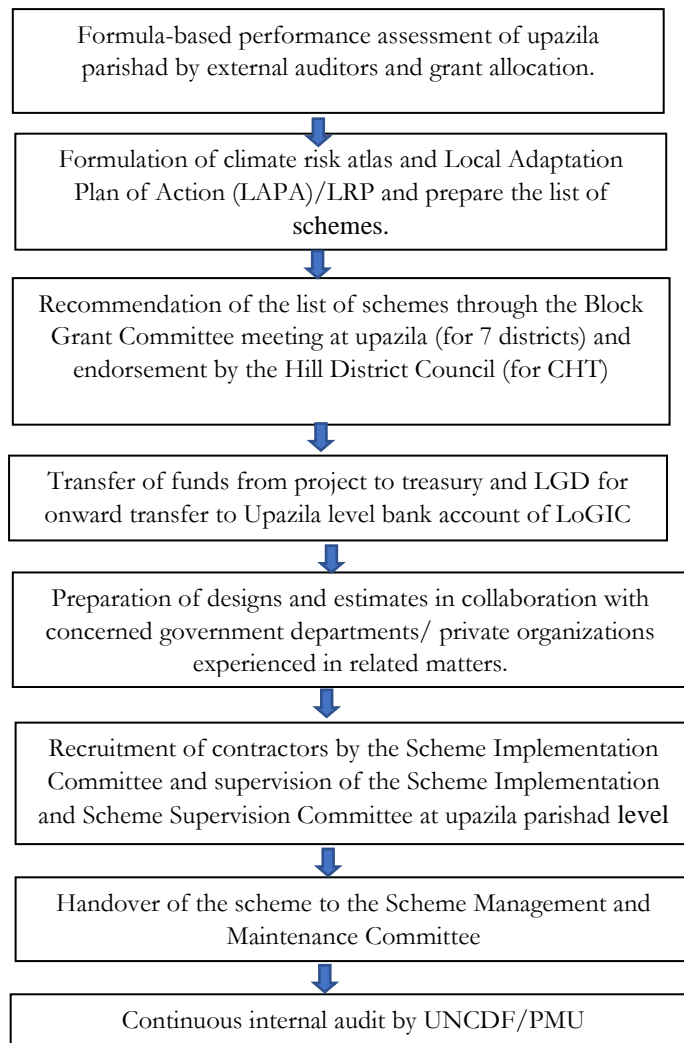 Formula-based performance assessment of upazila
parishad by external auditors and grant allocation.
Formulation of climate risk atlas and Local Adaptation
Plan of Action (LAPA)/LRP and prepare the list of
schemes.
Recommendation of the list of schemes through the Block
Grant Committee meeting at upazila (for 7 districts) and
endorsement by the Hill District Council (for CHT)
Transfer of funds from project to treasury and LGD for
onward transfer to Upazila level bank account of LoGIC
Preparation of designs and estimates in collaboration with
concerned government departments/ private organizations
experienced in related matters.
Recruitment of contractors by the Scheme Implementation
Committee and supervision of the Scheme Implementation
and Scheme Supervision Committee at upazila parishad level
Handover of the scheme to the Scheme Management and
Maintenance Committee
Continuous internal audit by UNCDF/PMU